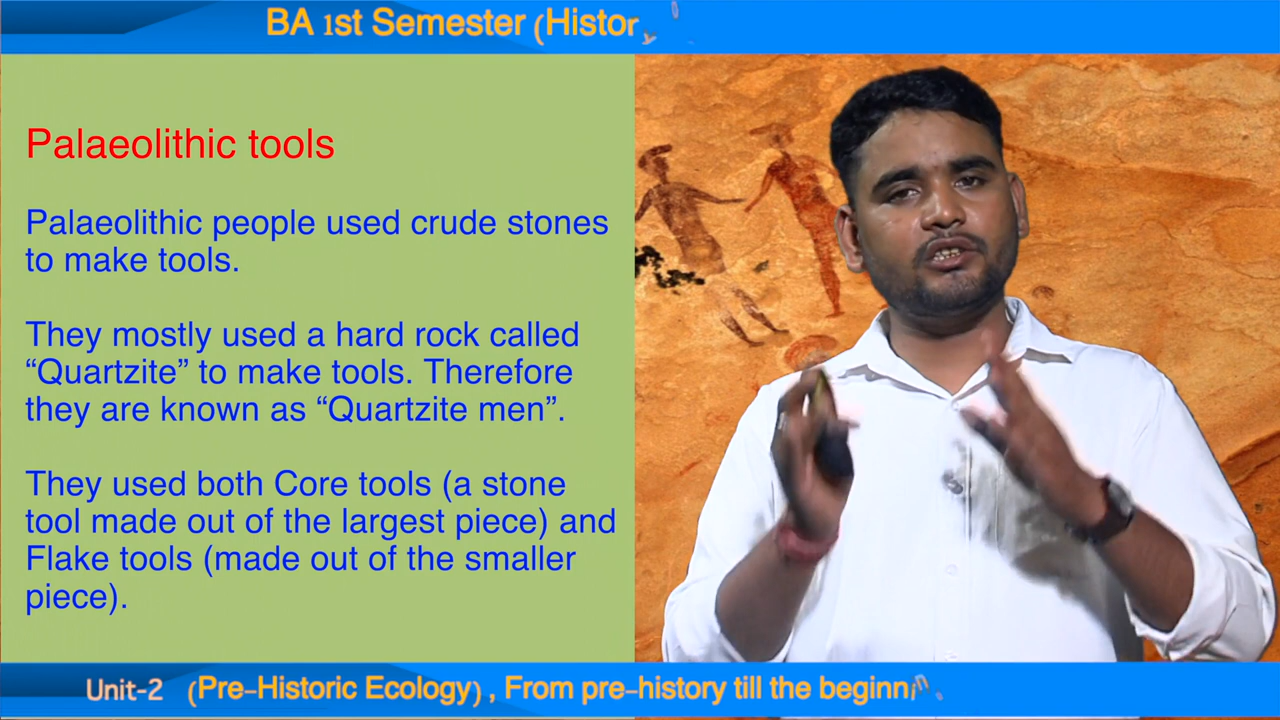 BA 1st Semester (Histor
Palaeolithic tools
Palaeolithic people used crude stones
to make tools.
They mostly used a hard rock called
“Quartzite” to make tools. Therefore
they are known as “Quartzite men”.
They used both Core tools (a stone
tool made out of the largest piece) and
Flake tools (made out of the smaller
piece).
Unit-2 (Pre-Historic Ecology) , From pre-history till the beginnin